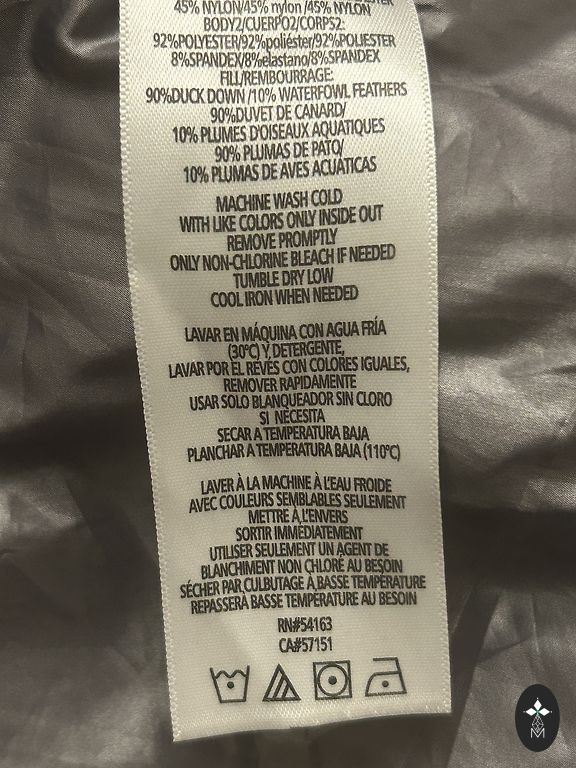 45% NYLON/45% nylon /45% NYLON
BODY2/CUERPO2/CORPS2:
92%POLYESTER/92%poliéster/92%POLIESTER
8%SPANDEX/8%elastano/8%SPANDEX
FILL/REMBOURRAGE:
90%DUCK DOWN /10% WATERFOWL FEATHERS
90%DUVET DE CANARD/
10% PLUMES D'OISEAUX AQUATIQUES
90% PLUMAS DE PATO/
10% PLUMAS DE AVES ACUÁTICAS
MACHINE WASH COLD
WITH LIKE COLORS ONLY INSIDE OUT
REMOVE PROMPTLY
ONLY NON-CHLORINE BLEACH IF NEEDED
TUMBLE DRY LOW
COOL IRON WHEN NEEDED
LAVAR EN MÁQUINA CON AGUA FRÍA
(30°C) Y DETERGENTE,
LAVAR POR EL REVÉS CON COLORES IGUALES,
REMOVER RAPIDAMENTE
USAR SOLO BLANQUEADOR SIN CLORO
SI NECESITA
SECAR A TEMPERATURA BAJA
PLANCHAR A TEMPERATURA BAJA (110°C)
LAVER À LA MACHINE À L'EAU FROIDE
AVEC COULEURS SEMBLABLES SEULEMENT
METTRE À L'ENVERS
SORTIR IMMÉDIATEMENT
UTILISER SEULEMENT UN AGENT DE
BLANCHIMENT NON CHLORÉ AU BESOIN
SÉCHER PAR CULBUTAGE À BASSE TEMPÉRATURE
REPASSER À BASSE TEMPÉRATURE AU BESOIN
RN#54163
CA#57151
M